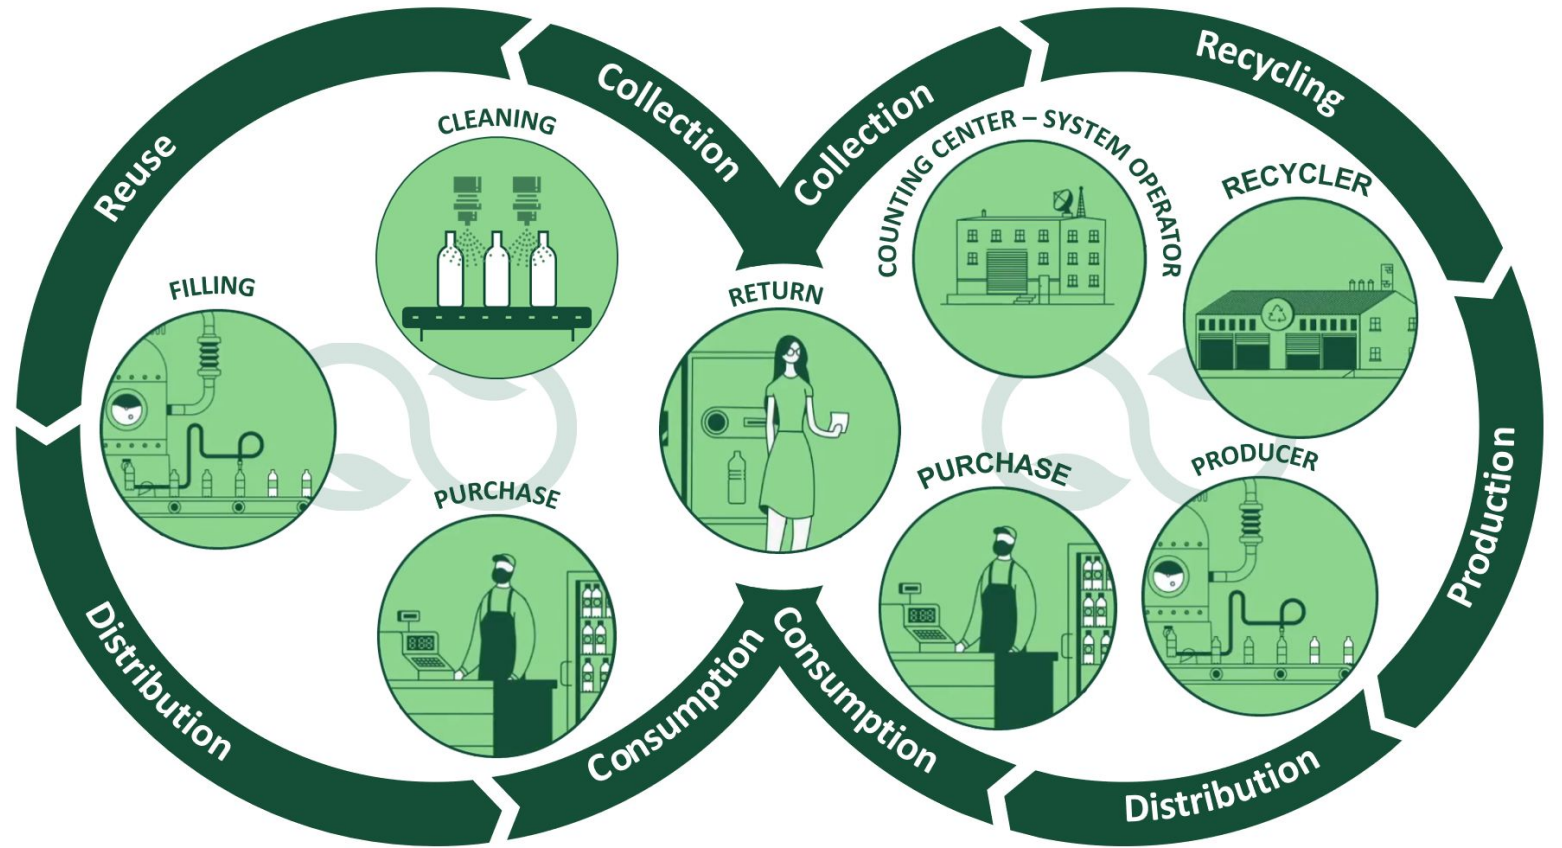 Reuse
Collection
Collection
Recycling
CLEANING
COUNTING CENTER – SYSTEM OPERATOR
RECYCLER
FILLING
RETURN
PURCHASE
PURCHASE
PRODUCER
Production
Distribution
Consumption
Consumption
Distribution